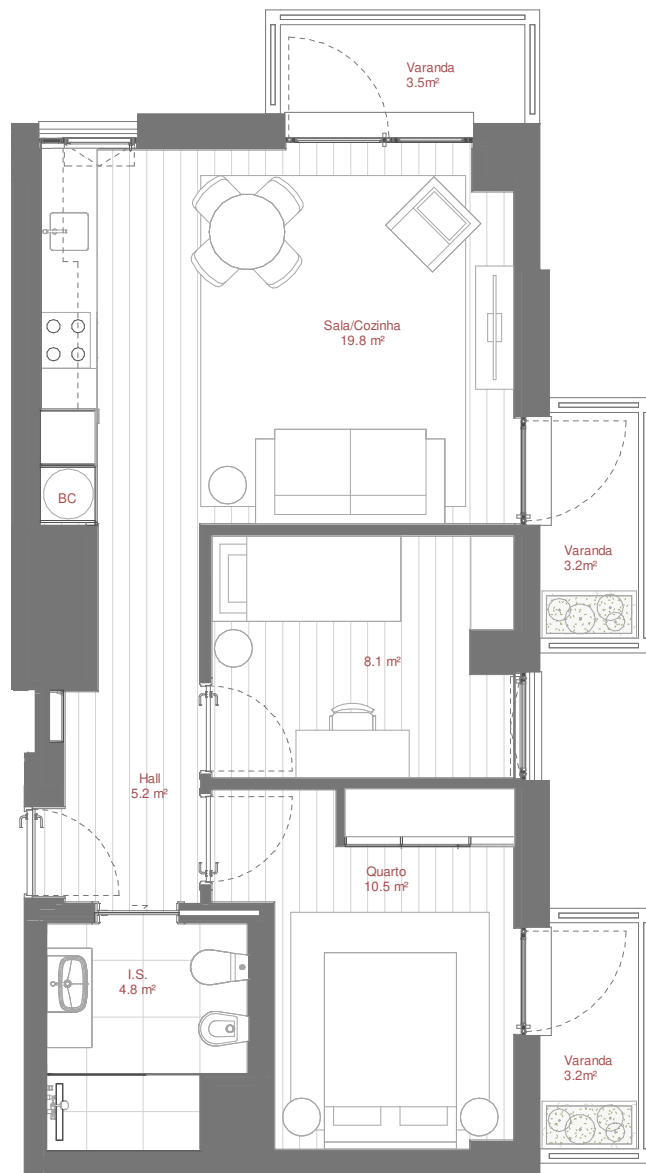 Varanda
3.5m²
Sala/Cozinha
19.8 m²
BC
Varanda
3.2m²
8.1 m²
Hall
5.2 m²
Quarto
10.5 m²
I.S.
4.8 m²
Varanda
3.2m²